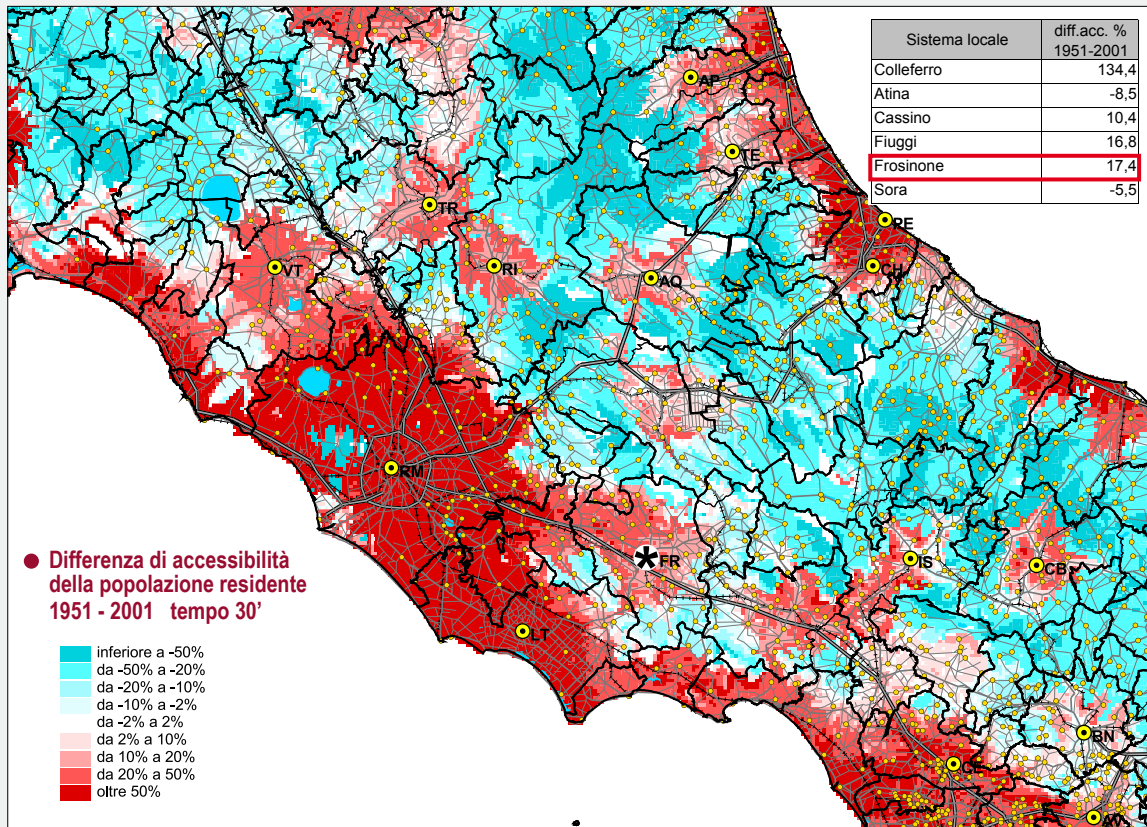 Sistema locale
diff.acc. %
1951-2001
Colleferro 134,4
Atina -8,5
Cassino 10,4
Fiuggi 16,8
Frosinone 17,4
Sora -5,5
AP
TE
TR
PE
VT
RI
AQ
CH
RM
FR
IS
CB
LT
BN
CE
AV
Differenza di accessibilità
della popolazione residente
1951 - 2001 tempo 30'
inferiore a -50%
da -50% a -20%
da -20% a -10%
da -10% a -2%
da -2% a 2%
da 2% a 10%
da 10% a 20%
da 20% a 50%
oltre 50%